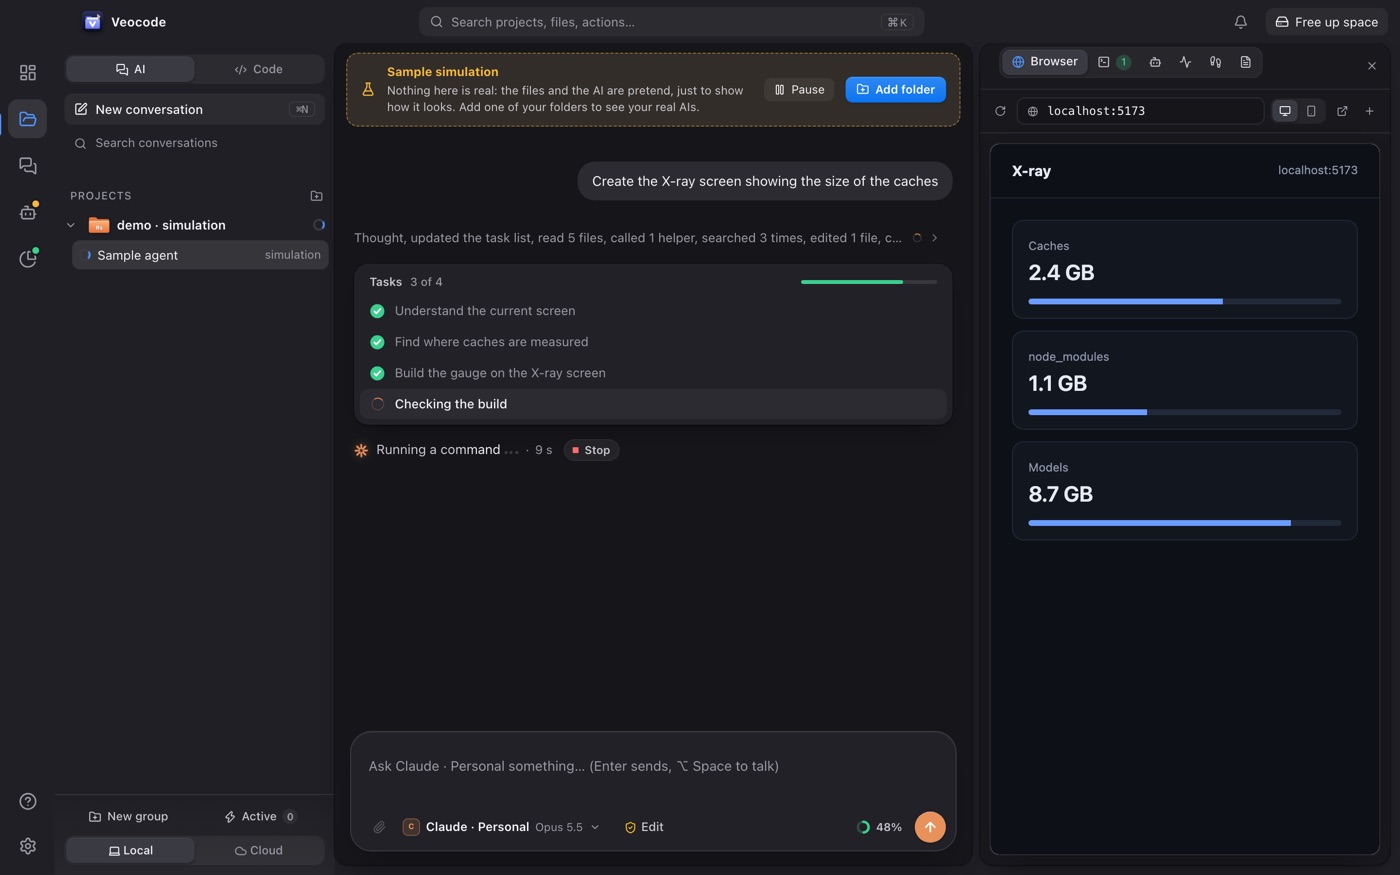 Veocode
Search projects, files, actions...
⌘K
Free up space
AI
Code
New conversation
⌘N
Search conversations
PROJECTS
demo · simulation
Sample agent
simulation
New group
Active 0
Local
Cloud
Sample simulation
Nothing here is real: the files and the AI are pretend, just to show
how it looks. Add one of your folders to see your real AIs.
Pause
Add folder
Create the X-ray screen showing the size of the caches
Thought, updated the task list, read 5 files, called 1 helper, searched 3 times, edited 1 file, c...
Tasks 3 of 4
Understand the current screen
Find where caches are measured
Build the gauge on the X-ray screen
Checking the build
Running a command ... · 9 s
Stop
Ask Claude · Personal something... (Enter sends, ⌥ Space to talk)
C
Claude · Personal Opus 5.5
Edit
48%
Browser
1
localhost:5173
X-ray
localhost:5173
Caches
2.4 GB
node_modules
1.1 GB
Models
8.7 GB